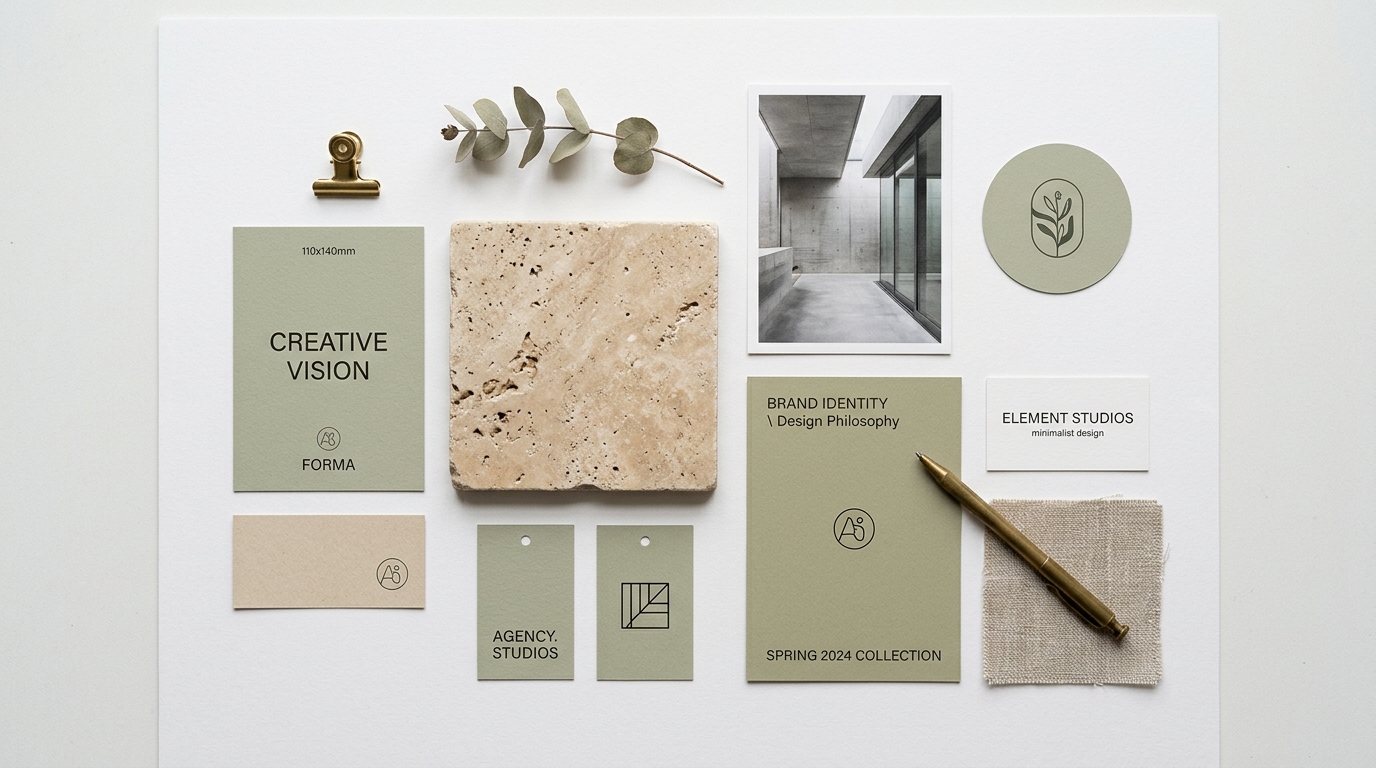 110x140mm
CREATIVE
VISION
FORMA
BRAND IDENTITY
\ Design Philosophy
SPRING 2024 COLLECTION
ELEMENT STUDIOS
minimalist design
AGENCY.
STUDIOS